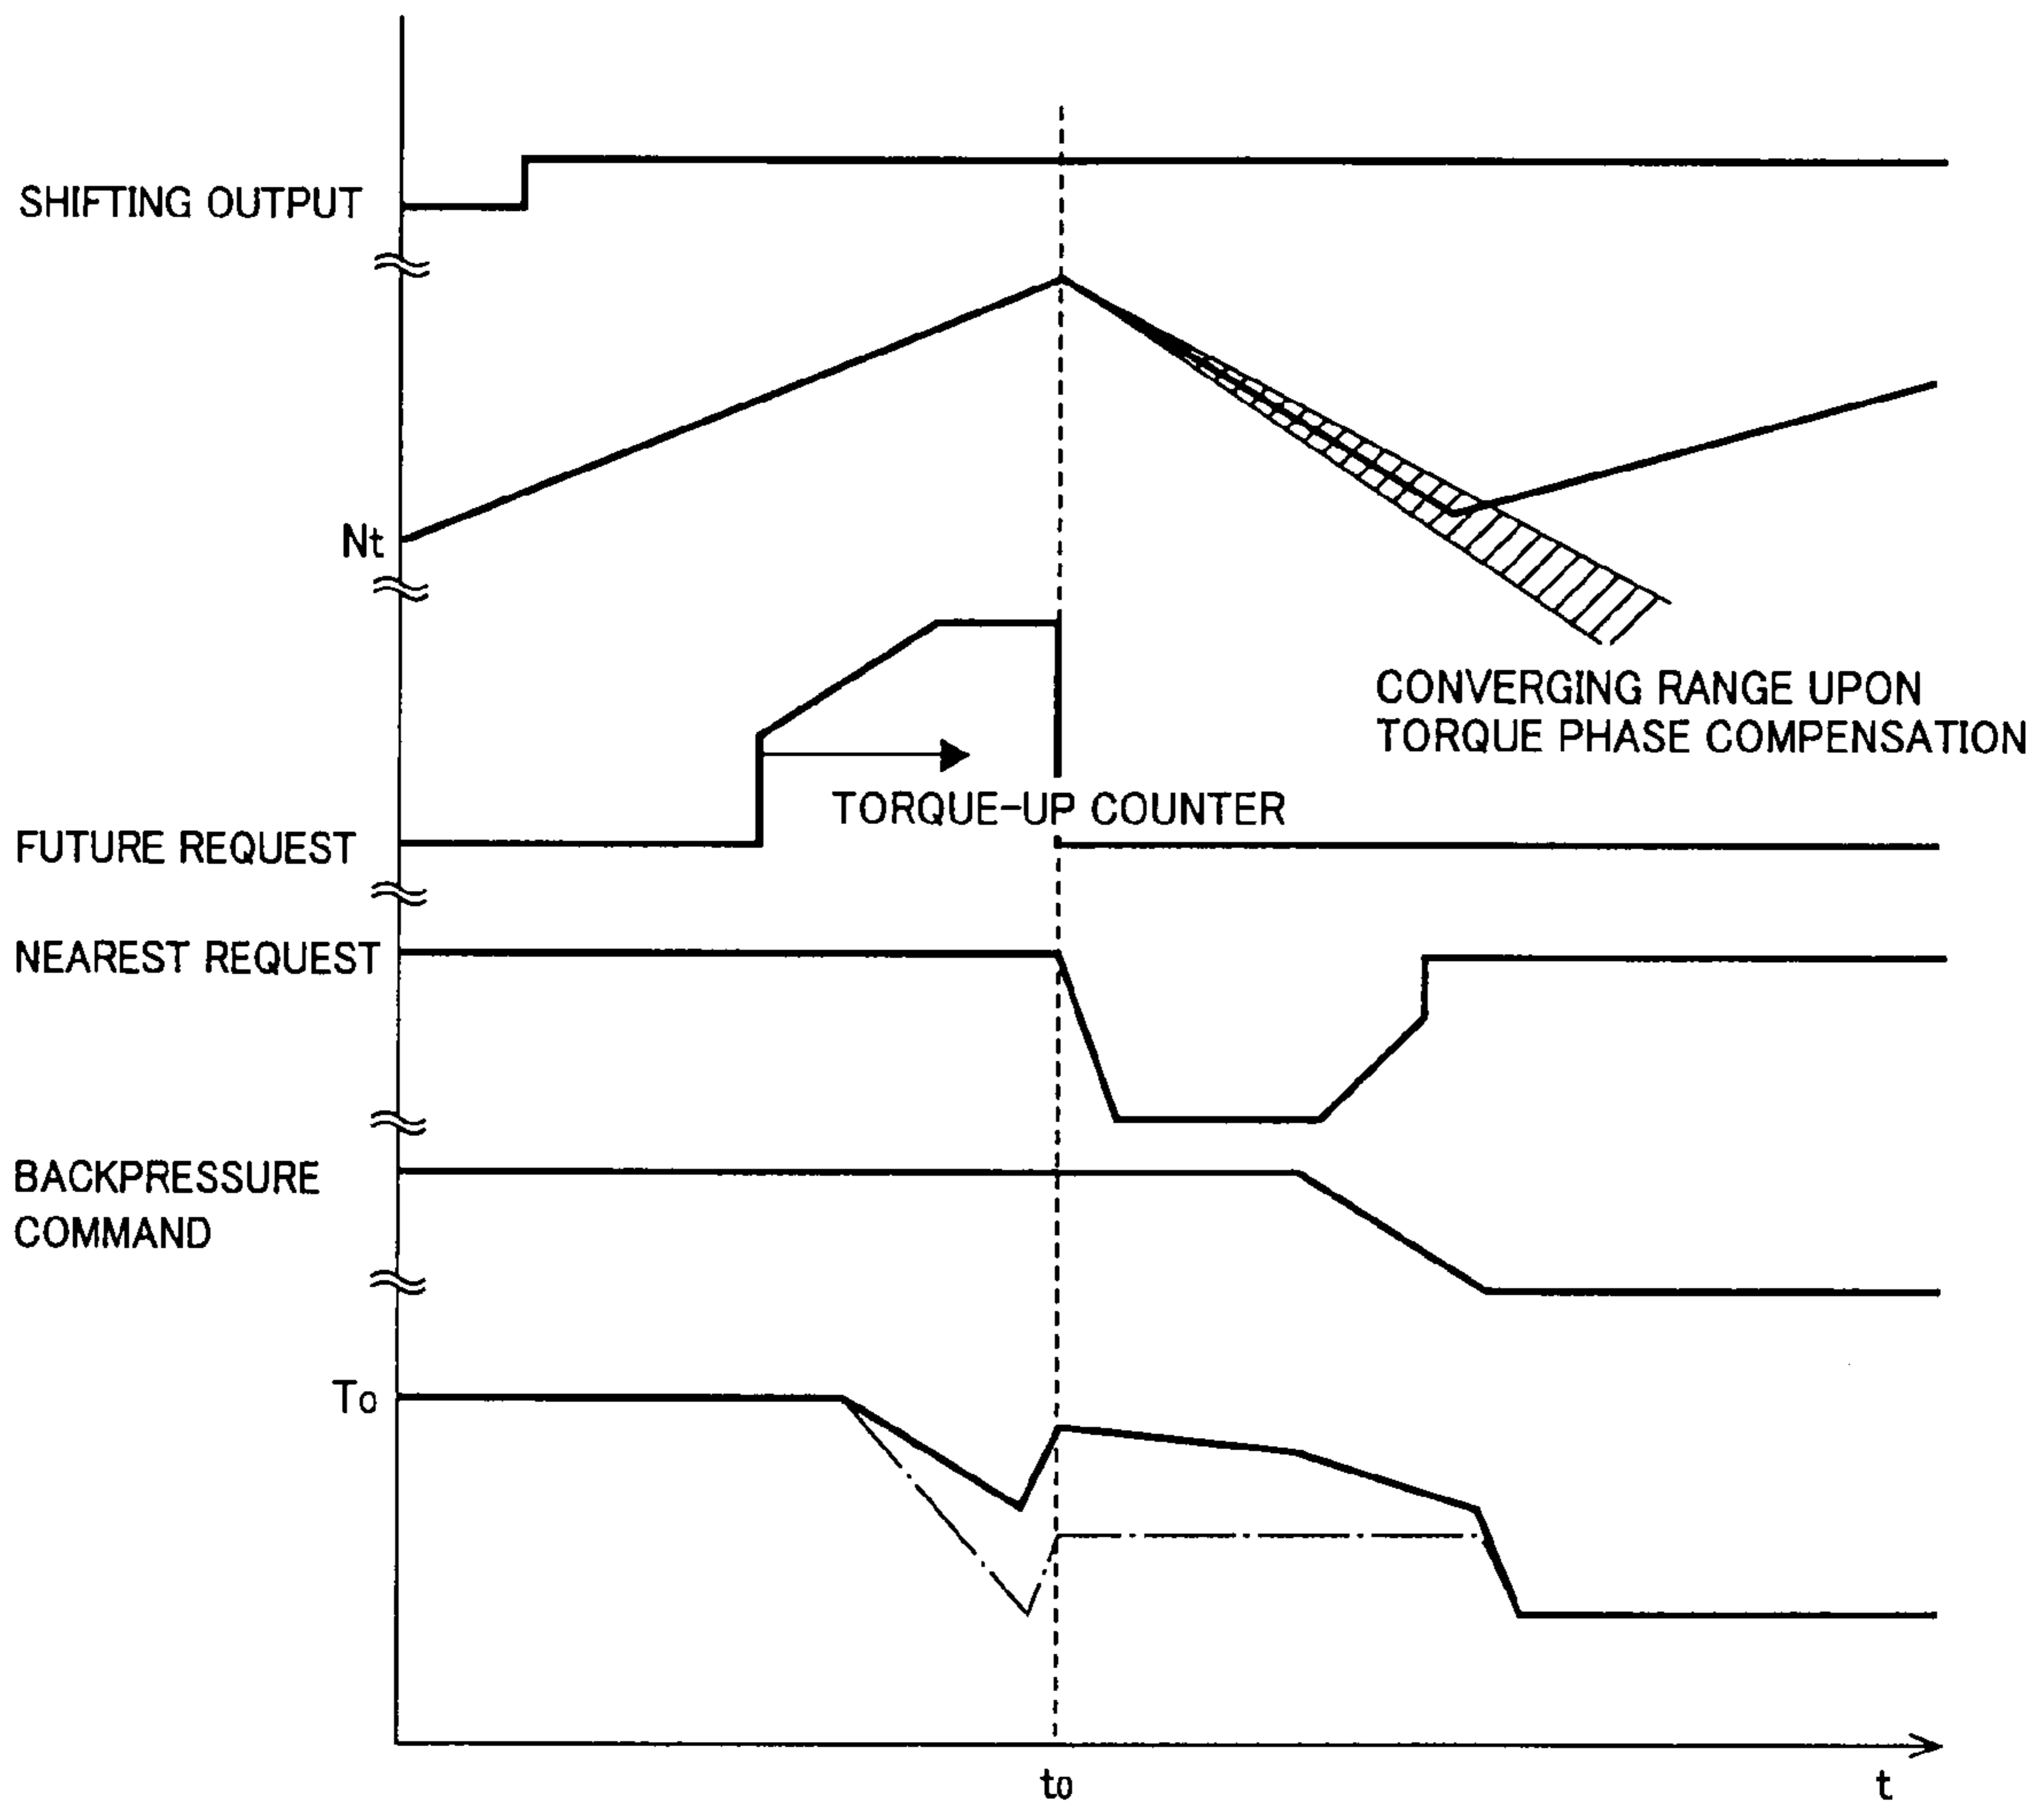 SHIFTING OUTPUT
Nt
CONVERGING RANGE UPON
TORQUE PHASE COMPENSATION
TORQUE-UP COUNTER
FUTURE REQUEST
NEAREST REQUEST
BACKPRESSURE
COMMAND
To
t0
t